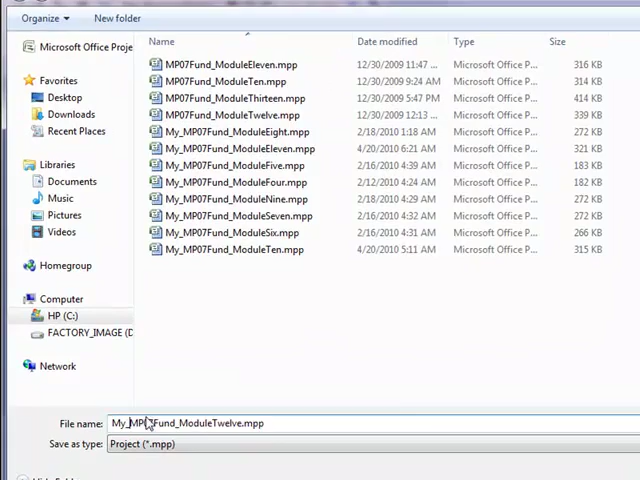 Organize New folder
Microsoft Office Proje
Name Date modified Type Size
MP07Fund_ModuleEleven.mpp 12/30/2009 11:47 ... Microsoft Office P... 316 KB
MP07Fund_ModuleTen.mpp 12/30/2009 9:24 AM Microsoft Office P... 314 KB
MP07Fund_ModuleThirteen.mpp 12/30/2009 5:47 PM Microsoft Office P... 414 KB
MP07Fund_ModuleTwelve.mpp 12/30/2009 12:13 ... Microsoft Office P... 339 KB
My_MP07Fund_ModuleEight.mpp 2/18/2010 1:18 AM Microsoft Office P... 272 KB
My_MP07Fund_ModuleEleven.mpp 4/20/2010 6:21 AM Microsoft Office P... 321 KB
My_MP07Fund_ModuleFive.mpp 2/16/2010 4:39 AM Microsoft Office P... 183 KB
My_MP07Fund_ModuleFour.mpp 2/12/2010 4:24 AM Microsoft Office P... 182 KB
My_MP07Fund_ModuleNine.mpp 2/18/2010 4:29 AM Microsoft Office P... 272 KB
My_MP07Fund_ModuleSeven.mpp 2/16/2010 4:32 AM Microsoft Office P... 272 KB
My_MP07Fund_ModuleSix.mpp 2/16/2010 4:31 AM Microsoft Office P... 266 KB
My_MP07Fund_ModuleTen.mpp 4/20/2010 5:11 AM Microsoft Office P... 315 KB
Favorites
Desktop
Downloads
Recent Places
Libraries
Documents
Music
Pictures
Videos
Homegroup
Computer
HP (C:)
FACTORY_IMAGE (D
Network
File name: My_MP07Fund_ModuleTwelve.mpp
Save as type: Project (*.mpp)